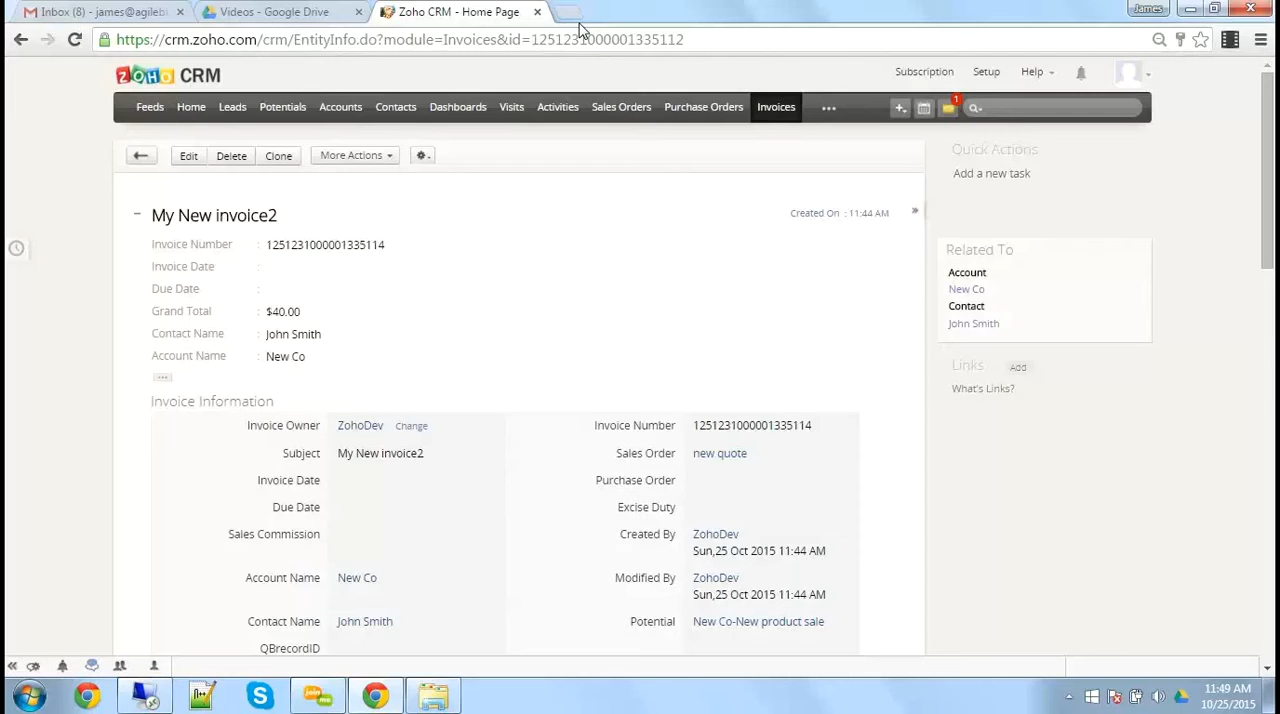 Inbox (8) - james@agileb Videos - Google Drive Zoho CRM - Home Page James
https://crm.zoho.com/crm/EntityInfo.do?module=Invoices&id=1251231000001335112
ZOHO CRM Subscription Setup Help
Feeds Home Leads Potentials Accounts Contacts Dashboards Visits Activities Sales Orders Purchase Orders Invoices ••• 1
Edit Delete Clone More Actions
Quick Actions
Add a new task
My New invoice2 Created On : 11:44 AM
Invoice Number : 1251231000001335114
Invoice Date :
Due Date :
Grand Total : $40.00
Contact Name : John Smith
Account Name : New Co
Related To
Account
New Co
Contact
John Smith
Links Add
What's Links?
Invoice Information
Invoice Owner ZohoDev Change Invoice Number 1251231000001335114
Subject My New invoice2 Sales Order new quote
Invoice Date Purchase Order
Due Date Excise Duty
Sales Commission Created By ZohoDev
Sun,25 Oct 2015 11:44 AM
Account Name New Co Modified By ZohoDev
Sun,25 Oct 2015 11:44 AM
Contact Name John Smith Potential New Co-New product sale
QBrecordID
11:49 AM
10/25/2015